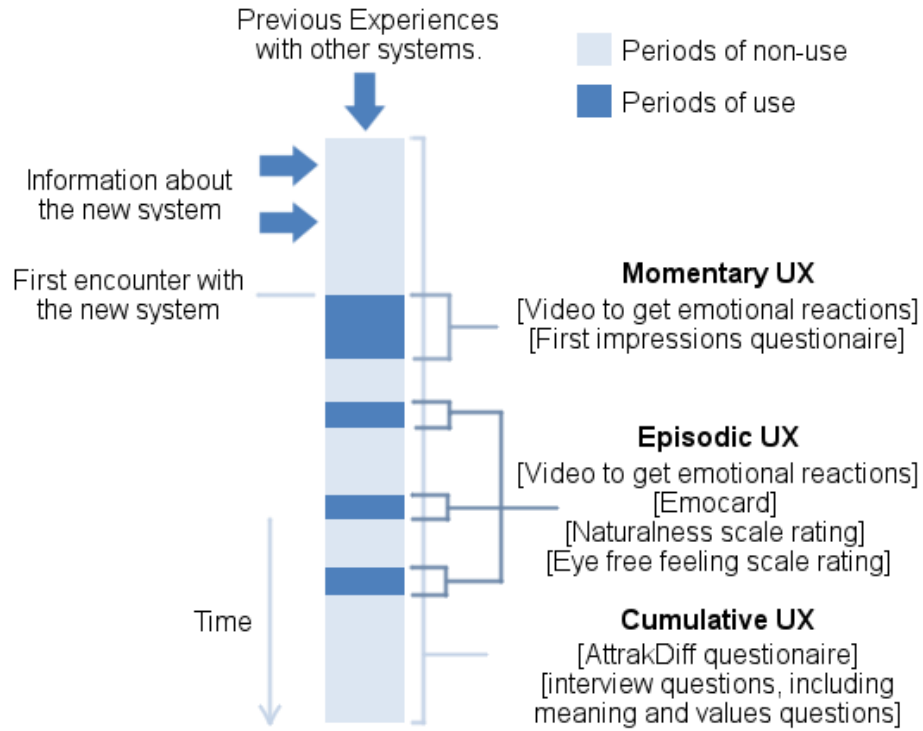 Previous Experiences
with other systems.
Periods of non-use
Periods of use
Information about
the new system
First encounter with
the new system
Momentary UX
[Video to get emotional reactions]
[First impressions questionaire]
Episodic UX
[Video to get emotional reactions]
[Emocard]
[Naturalness scale rating]
[Eye free feeling scale rating]
Time
Cumulative UX
[AttrakDiff questionaire]
[interview questions, including
meaning and values questions]